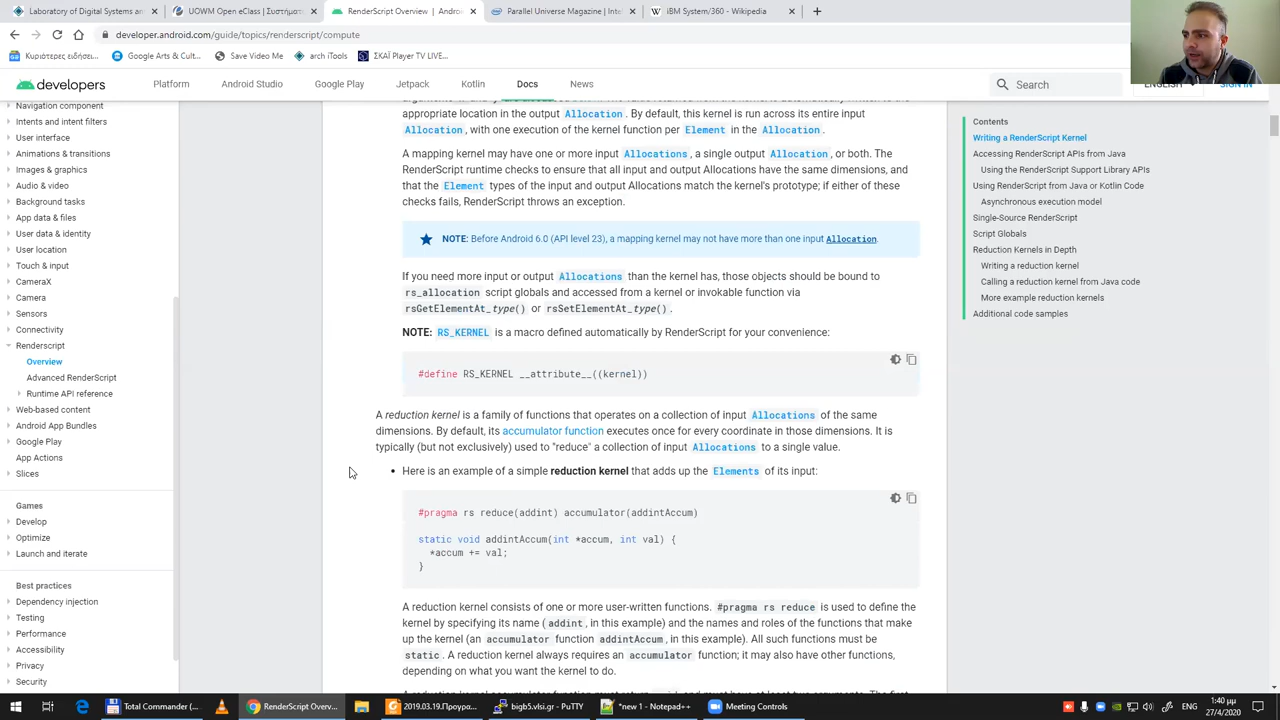 Laboratory of Digital Systems an
UOWM Open eClass | Συστήματ
RenderScript Overview | Androi
Parallel Universe Magazine | Inte
IBM System/360 - Wikipedia
developer.android.com/guide/topics/renderscript/compute
Κυριότερες ειδήσει...
Google Arts & Cult...
Save Video Me
arch iTools
ΣΚΑΪ Player TV LIVE...
developers
Platform
Android Studio
Google Play
Jetpack
Kotlin
Docs
News
Search
ENGLISH
SIGN IN
Navigation component
Intents and intent filters
User interface
Animations & transitions
Images & graphics
Audio & video
Background tasks
App data & files
User data & identity
User location
Touch & input
CameraX
Camera
Sensors
Connectivity
Renderscript
Overview
Advanced RenderScript
Runtime API reference
Web-based content
Android App Bundles
Google Play
App Actions
Slices
Games
Develop
Optimize
Launch and iterate
Best practices
Dependency injection
Testing
Performance
Accessibility
Privacy
Security
appropriate location in the output Allocation. By default, this kernel is run across its entire input
Allocation, with one execution of the kernel function per Element in the Allocation.
A mapping kernel may have one or more input Allocations, a single output Allocation, or both. The
RenderScript runtime checks to ensure that all input and output Allocations have the same dimensions, and
that the Element types of the input and output Allocations match the kernel's prototype; if either of these
checks fails, RenderScript throws an exception.
NOTE: Before Android 6.0 (API level 23), a mapping kernel may not have more than one input Allocation.
If you need more input or output Allocations than the kernel has, those objects should be bound to
rs_allocation script globals and accessed from a kernel or invokable function via
rsGetElementAt_type() or rsSetElementAt_type().
NOTE: RS_KERNEL is a macro defined automatically by RenderScript for your convenience:
#define RS_KERNEL __attribute__((kernel))
A reduction kernel is a family of functions that operates on a collection of input Allocations of the same
dimensions. By default, its accumulator function executes once for every coordinate in those dimensions. It is
typically (but not exclusively) used to "reduce" a collection of input Allocations to a single value.
• Here is an example of a simple reduction kernel that adds up the Elements of its input:
#pragma rs reduce(addint) accumulator(addintAccum)
static void addintAccum(int *accum, int val) {
*accum += val;
}
A reduction kernel consists of one or more user-written functions. #pragma rs reduce is used to define the
kernel by specifying its name (addint, in this example) and the names and roles of the functions that make
up the kernel (an accumulator function addintAccum, in this example). All such functions must be
static. A reduction kernel always requires an accumulator function; it may also have other functions,
depending on what you want the kernel to do.
Contents
Writing a RenderScript Kernel
Accessing RenderScript APIs from Java
Using the RenderScript Support Library APIs
Using RenderScript from Java or Kotlin Code
Asynchronous execution model
Single-Source RenderScript
Script Globals
Reduction Kernels in Depth
Writing a reduction kernel
Calling a reduction kernel from Java code
More example reduction kernels
Additional code samples
Total Commander (...
RenderScript Overv...
2019.03.19.Προγρα...
bigb5.vlsi.gr - PuTTY
*new 1 - Notepad++
Meeting Controls
ENG
1:40 μμ
27/4/2020